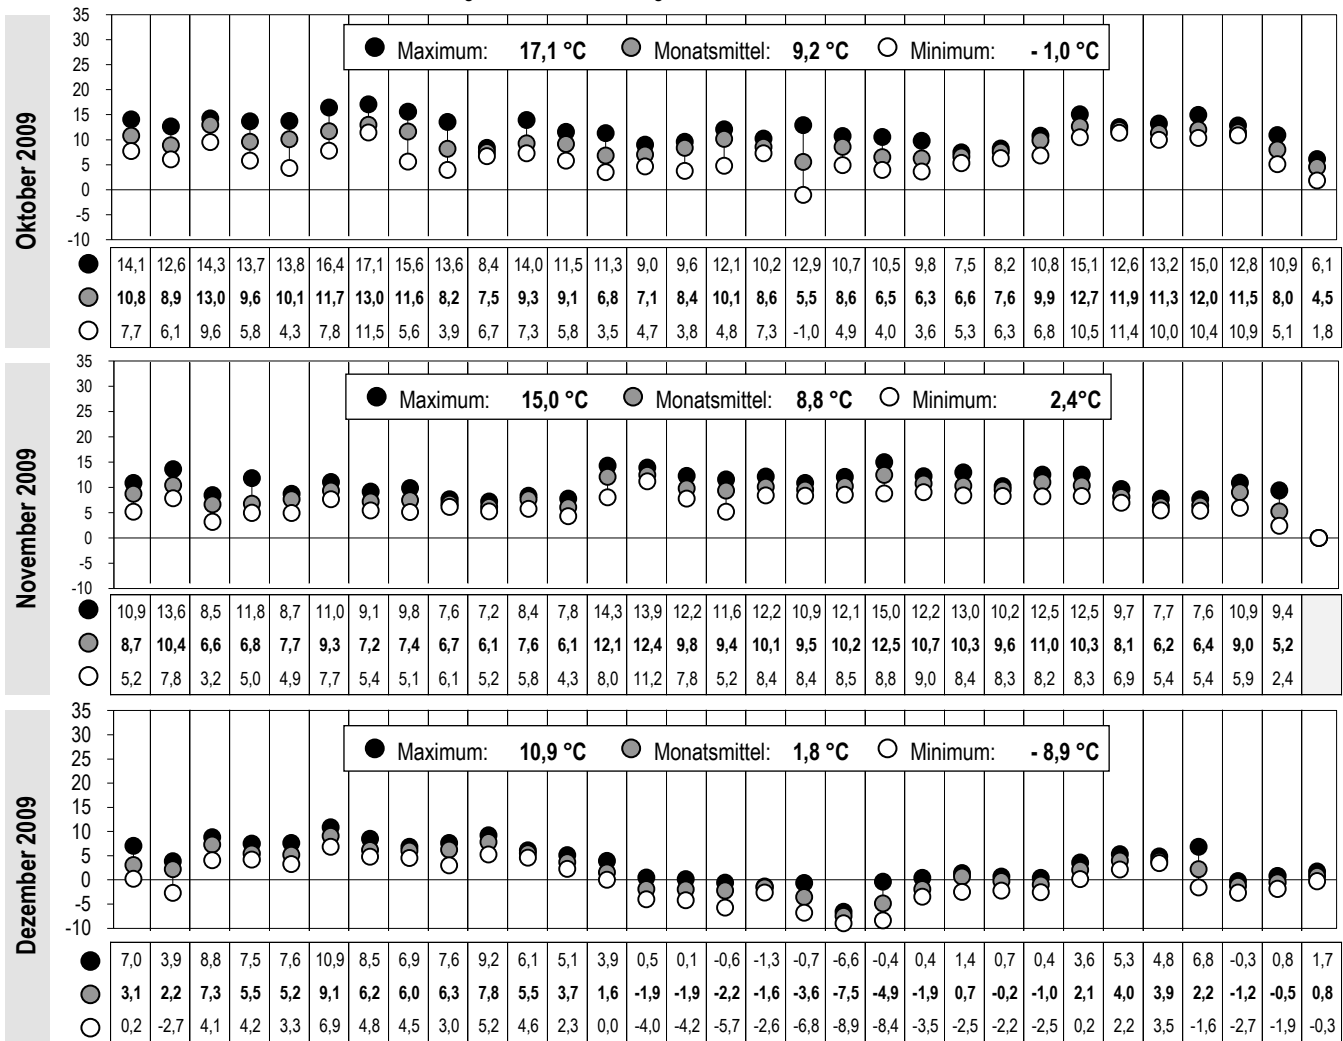 35
30
25
20
15
10
5
0
-5
-10
Oktober 2009
Maximum: 17,1 °C Monatsmittel: 9,2 °C Minimum: - 1,0 °C
14,1 12,6 14,3 13,7 13,8 16,4 17,1 15,6 13,6 8,4 14,0 11,5 11,3 9,0 9,6 12,1 10,2 12,9 10,7 10,5 9,8 7,5 8,2 10,8 15,1 12,6 13,2 15,0 12,8 10,9 6,1
10,8 8,9 13,0 9,6 10,1 11,7 13,0 11,6 8,2 7,5 9,3 9,1 6,8 7,1 8,4 10,1 8,6 5,5 8,6 6,5 6,3 6,6 7,6 9,9 12,7 11,9 11,3 12,0 11,5 8,0 4,5
7,7 6,1 9,6 5,8 4,3 7,8 11,5 5,6 3,9 6,7 7,3 5,8 3,5 4,7 3,8 4,8 7,3 -1,0 4,9 4,0 3,6 5,3 6,3 6,8 10,5 11,4 10,0 10,4 10,9 5,1 1,8
35
30
25
20
15
10
5
0
-5
-10
November 2009
Maximum: 15,0 °C Monatsmittel: 8,8 °C Minimum: 2,4°C
10,9 13,6 8,5 11,8 8,7 11,0 9,1 9,8 7,6 7,2 8,4 7,8 14,3 13,9 12,2 11,6 12,2 10,9 12,1 15,0 12,2 13,0 10,2 12,5 12,5 9,7 7,7 7,6 10,9 9,4
8,7 10,4 6,6 6,8 7,7 9,3 7,2 7,4 6,7 6,1 7,6 6,1 12,1 12,4 9,8 9,4 10,1 9,5 10,2 12,5 10,7 10,3 9,6 11,0 10,3 8,1 6,2 6,4 9,0 5,2
5,2 7,8 3,2 5,0 4,9 7,7 5,4 5,1 6,1 5,2 5,8 4,3 8,0 11,2 7,8 5,2 8,4 8,4 8,5 8,8 9,0 8,4 8,3 8,2 8,3 6,9 5,4 5,4 5,9 2,4
35
30
25
20
15
10
5
0
-5
-10
Dezember 2009
Maximum: 10,9 °C Monatsmittel: 1,8 °C Minimum: - 8,9 °C
7,0 3,9 8,8 7,5 7,6 10,9 8,5 6,9 7,6 9,2 6,1 5,1 3,9 0,5 0,1 -0,6 -1,3 -0,7 -6,6 -0,4 0,4 1,4 0,7 0,4 3,6 5,3 4,8 6,8 -0,3 0,8 1,7
3,1 2,2 7,3 5,5 5,2 9,1 6,2 6,0 6,3 7,8 5,5 3,7 1,6 -1,9 -1,9 -2,2 -1,6 -3,6 -7,5 -4,9 -1,9 0,7 -0,2 -1,0 2,1 4,0 3,9 2,2 -1,2 -0,5 0,8
0,2 -2,7 4,1 4,2 3,3 6,9 4,8 4,5 3,0 5,2 4,6 2,3 0,0 -4,0 -4,2 -5,7 -2,6 -6,8 -8,9 -8,4 -3,5 -2,5 -2,2 -2,5 0,2 2,2 3,5 -1,6 -2,7 -1,9 -0,3